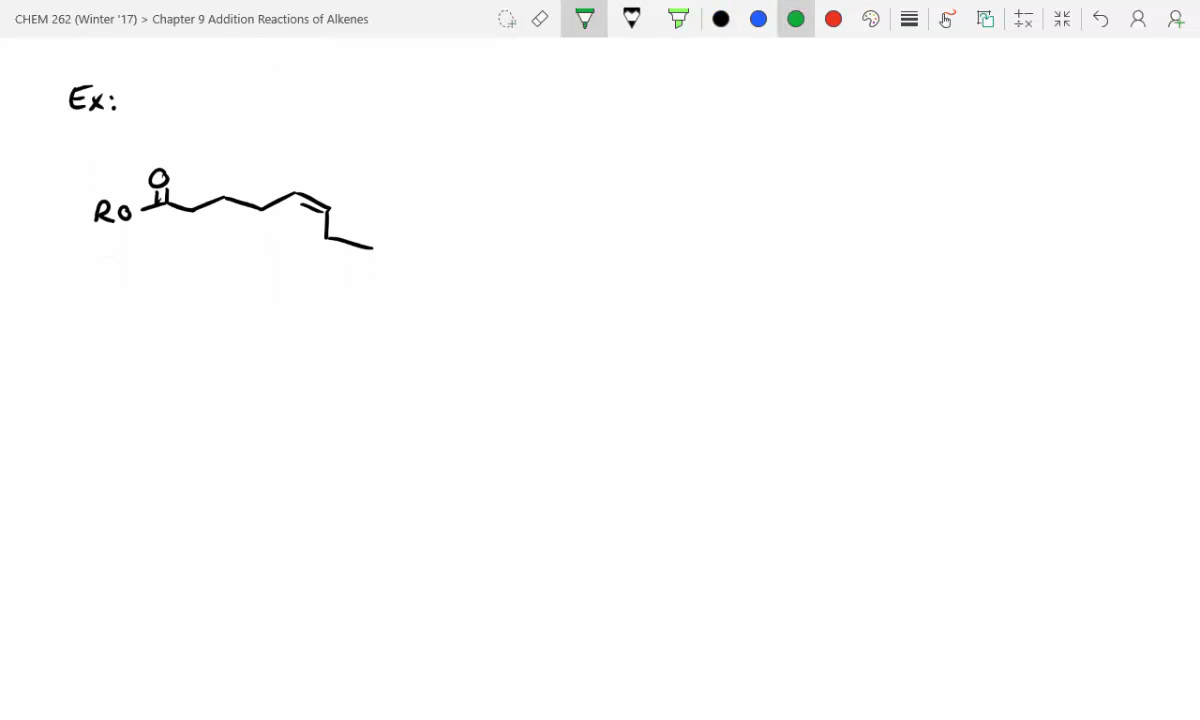 CHEM 262 (Winter '17) > Chapter 9 Addition Reactions of Alkenes
Ex:
O
RO